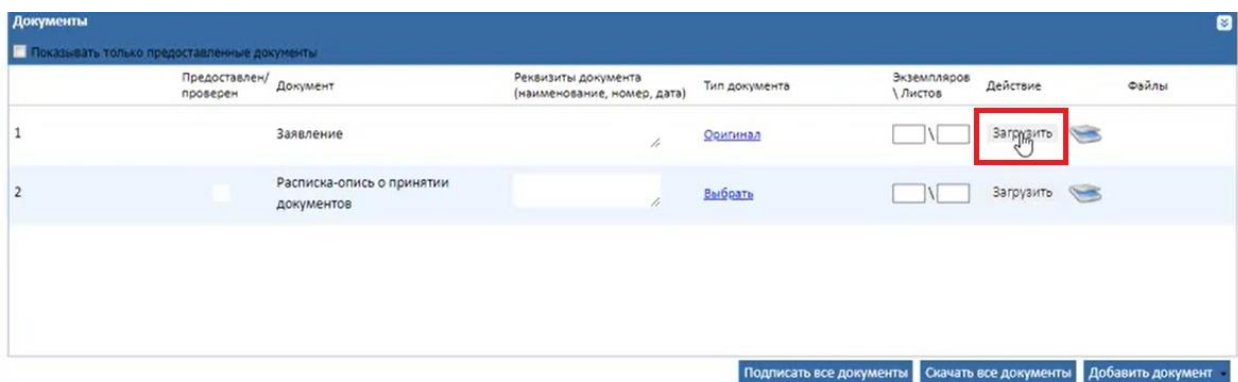 Документы
Показывать только предоставленные документы
Предоставлен/ проверен Документ Реквизиты документа (наименование, номер, дата) Тип документа Экземпляров \ Листов Действие Файлы
1 Заявление Оригинал \ Загрузить
2 Расписка-опись о принятии документов Выбрать \ Загрузить
Подписать все документы Скачать все документы Добавить документ